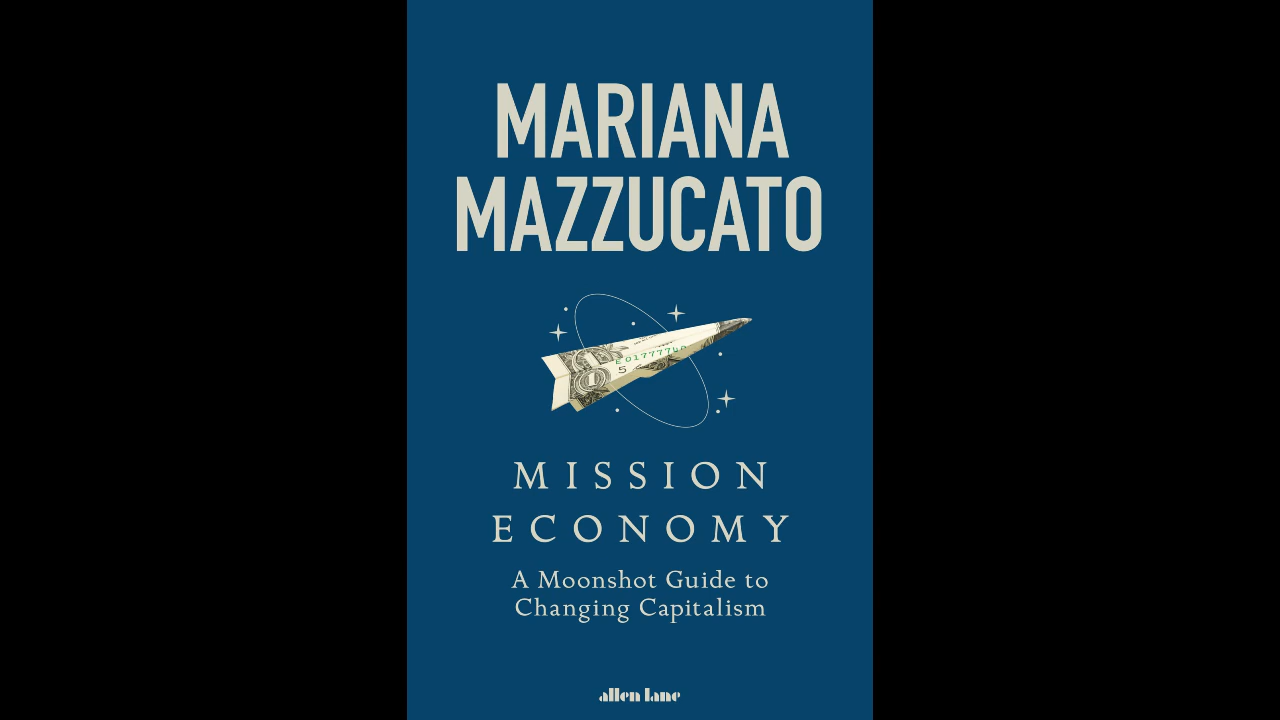 MARIANA
MAZZUCATO
MISSION
ECONOMY
A Moonshot Guide to
Changing Capitalism
allen lane